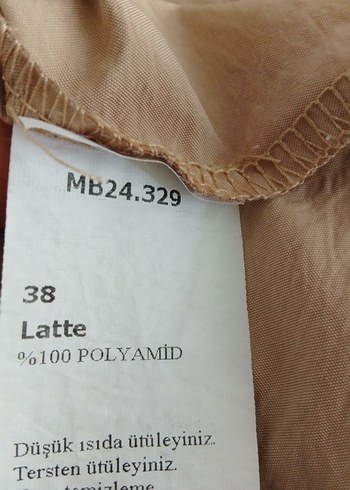 MB24.329
38
Latte
%100 POLYAMİD
Düşük ısıda ütüleyiniz.
Tersten ütüleyiniz.